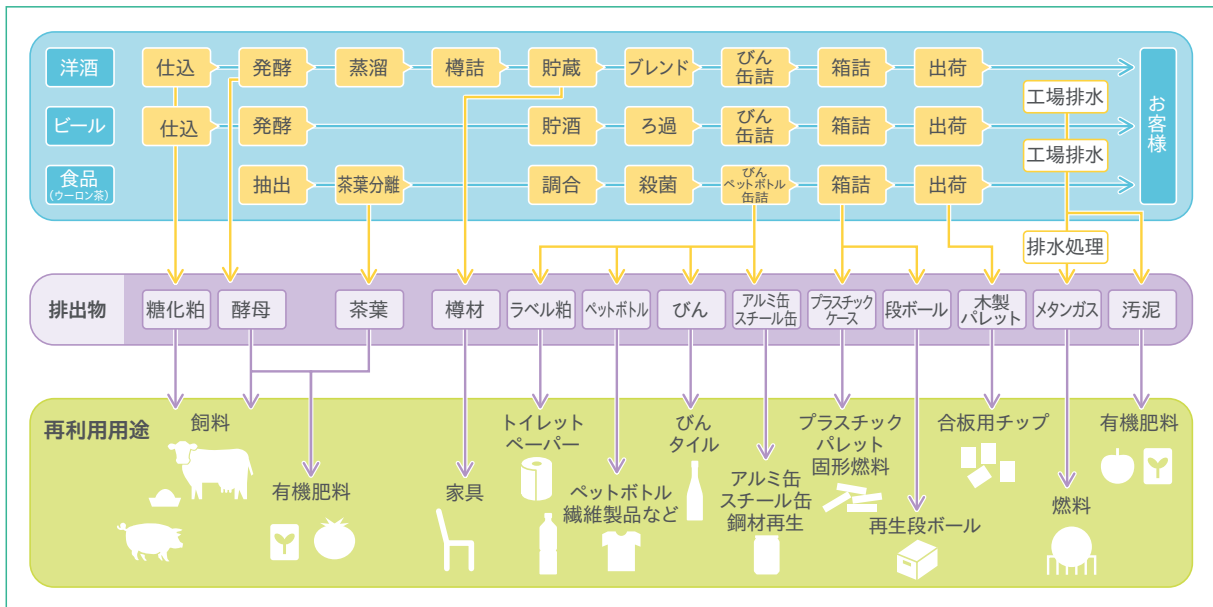 洋酒
仕込
発酵
蒸溜
樽詰
貯蔵
ブレンド
びん
缶詰
箱詰
出荷
ビール
仕込
発酵
貯酒
ろ過
びん
缶詰
箱詰
出荷
食品
(ウーロン茶)
抽出
茶葉分離
調合
殺菌
びん
ペットボトル
缶詰
箱詰
出荷
工場排水
工場排水
排水処理
お客様
排出物
糖化粕
酵母
茶葉
樽材
ラベル粕
ペットボトル
びん
アルミ缶
スチール缶
プラスチック
ケース
段ボール
木製
パレット
メタンガス
汚泥
再利用用途
飼料
有機肥料
家具
トイレット
ペーパー
ペットボトル
繊維製品など
びん
タイル
アルミ缶
スチール缶
鋼材再生
プラスチック
パレット
固形燃料
再生段ボール
合板用チップ
燃料
有機肥料